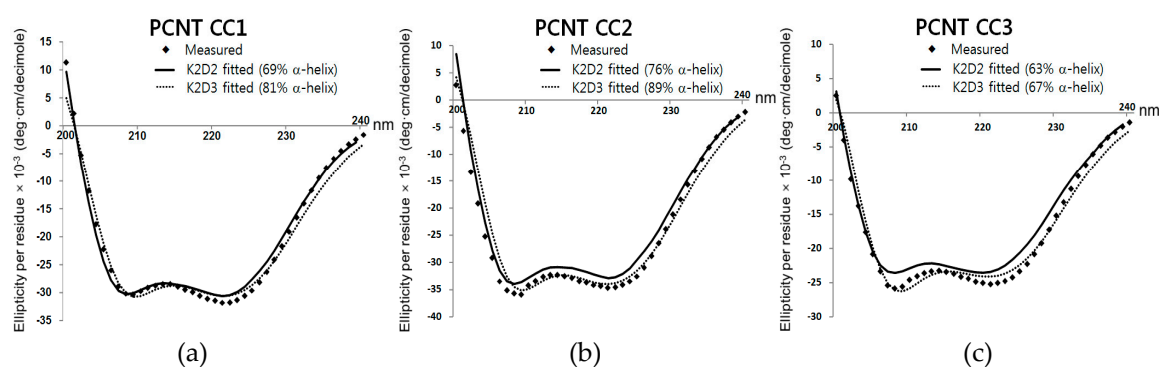 PCNT CC1
Measured
K2D2 fitted (69% α-helix)
K2D3 fitted (81% α-helix)
Ellipticity per residue × 10⁻³ (deg·cm/decimole)
15
10
5
0
-5
-10
-15
-20
-25
-30
-35
200
210
220
230
240
nm
(a)
PCNT CC2
Measured
K2D2 fitted (76% α-helix)
K2D3 fitted (89% α-helix)
Ellipticity per residue × 10⁻³ (deg·cm/decimole)
10
5
0
-5
-10
-15
-20
-25
-30
-35
-40
200
210
220
230
240
nm
(b)
PCNT CC3
Measured
K2D2 fitted (63% α-helix)
K2D3 fitted (67% α-helix)
Ellipticity per residue × 10⁻³ (deg·cm/decimole)
10
5
0
-5
-10
-15
-20
-25
-30
200
210
220
230
240
nm
(c)